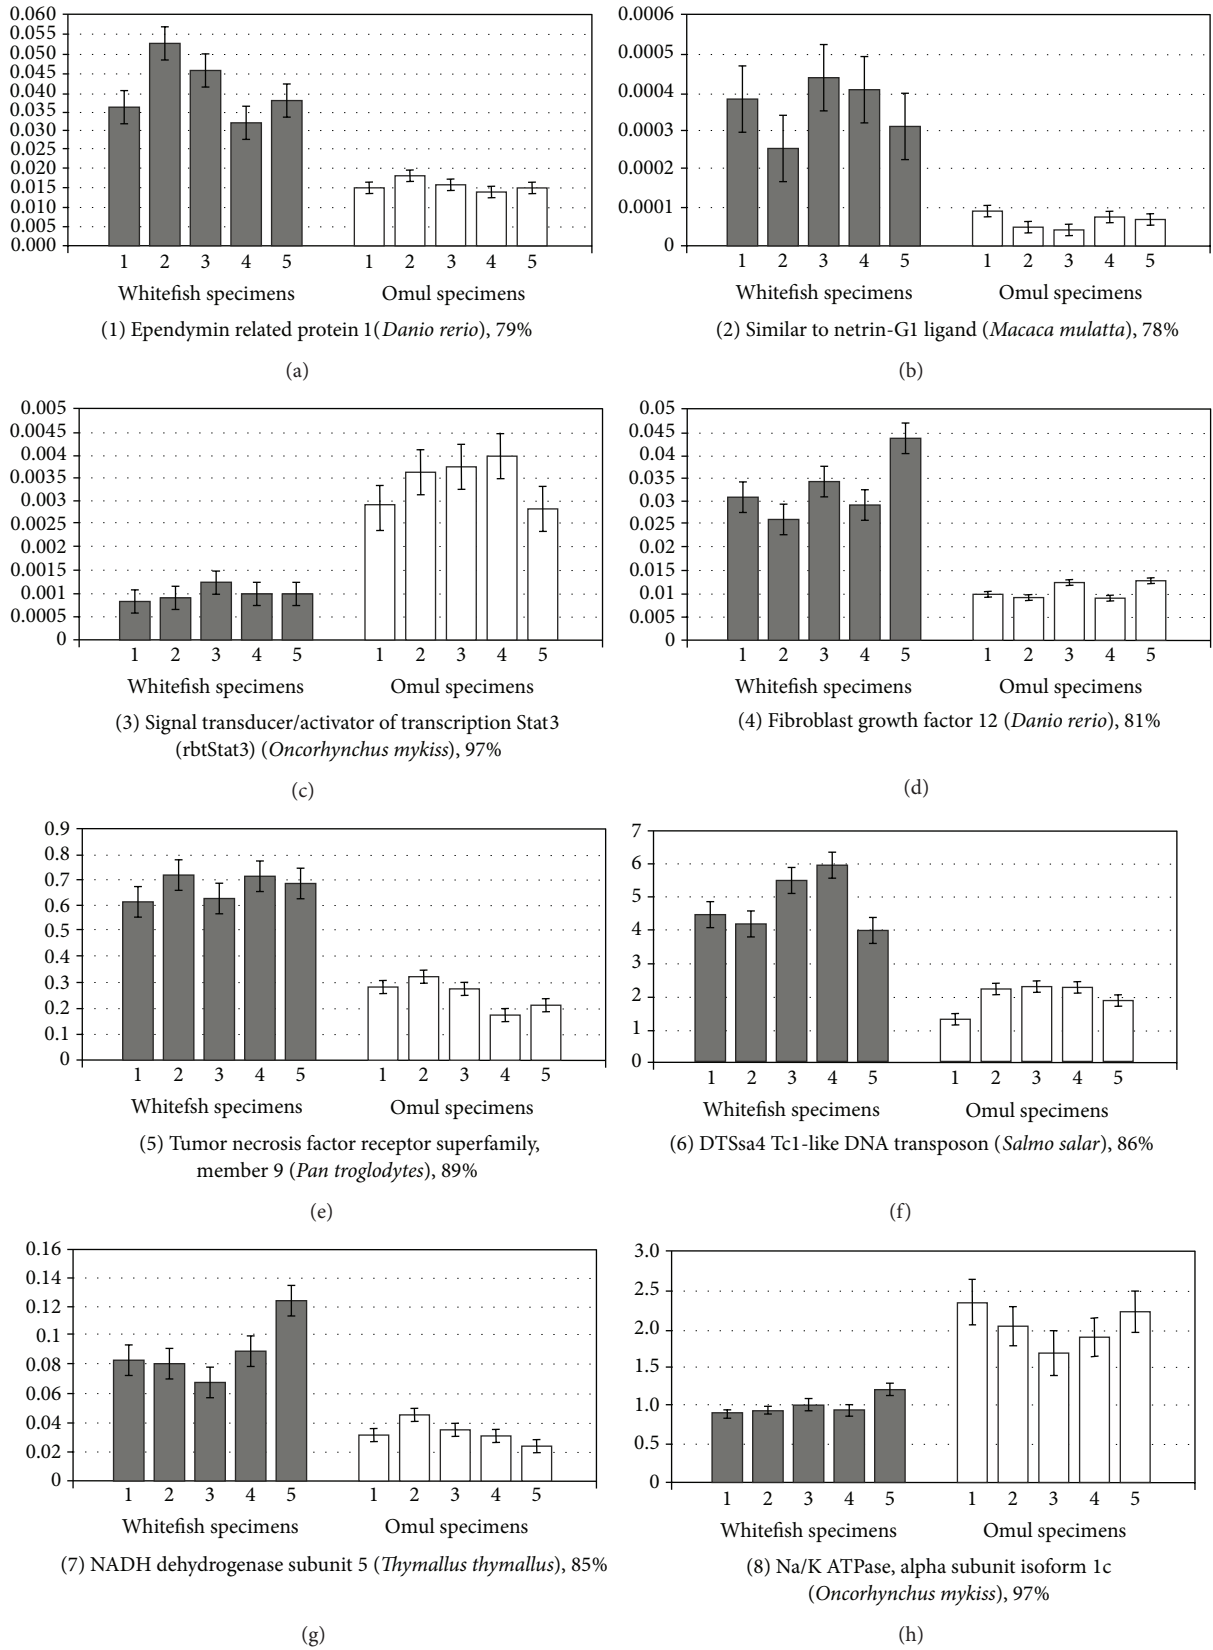 0.060
0.055
0.050
0.045
0.040
0.035
0.030
0.025
0.020
0.015
0.010
0.005
0.000
1 2 3 4 5 1 2 3 4 5
Whitefish specimens Omul specimens
(1) Ependymin related protein 1(Danio rerio), 79%
(a)
0.0006
0.0005
0.0004
0.0003
0.0002
0.0001
0
1 2 3 4 5 1 2 3 4 5
Whitefish specimens Omul specimens
(2) Similar to netrin-G1 ligand (Macaca mulatta), 78%
(b)
0.005
0.0045
0.004
0.0035
0.003
0.0025
0.002
0.0015
0.001
0.0005
0
1 2 3 4 5 1 2 3 4 5
Whitefish specimens Omul specimens
(3) Signal transducer/activator of transcription Stat3
(rbtStat3) (Oncorhynchus mykiss), 97%
(c)
0.05
0.045
0.04
0.035
0.03
0.025
0.02
0.015
0.01
0.005
0
1 2 3 4 5 1 2 3 4 5
Whitefish specimens Omul specimens
(4) Fibroblast growth factor 12 (Danio rerio), 81%
(d)
0.9
0.8
0.7
0.6
0.5
0.4
0.3
0.2
0.1
0
1 2 3 4 5 1 2 3 4 5
Whitefsh specimens Omul specimens
(5) Tumor necrosis factor receptor superfamily,
member 9 (Pan troglodytes), 89%
(e)
7
6
5
4
3
2
1
0
1 2 3 4 5 1 2 3 4 5
Whitefish specimens Omul specimens
(6) DTSsa4 Tc1-like DNA transposon (Salmo salar), 86%
(f)
0.16
0.14
0.12
0.1
0.08
0.06
0.04
0.02
0
1 2 3 4 5 1 2 3 4 5
Whitefish specimens Omul specimens
(7) NADH dehydrogenase subunit 5 (Thymallus thymallus), 85%
(g)
3.0
2.5
2.0
1.5
1.0
0.5
0
1 2 3 4 5 1 2 3 4 5
Whitefish specimens Omul specimens
(8) Na/K ATPase, alpha subunit isoform 1c
(Oncorhynchus mykiss), 97%
(h)